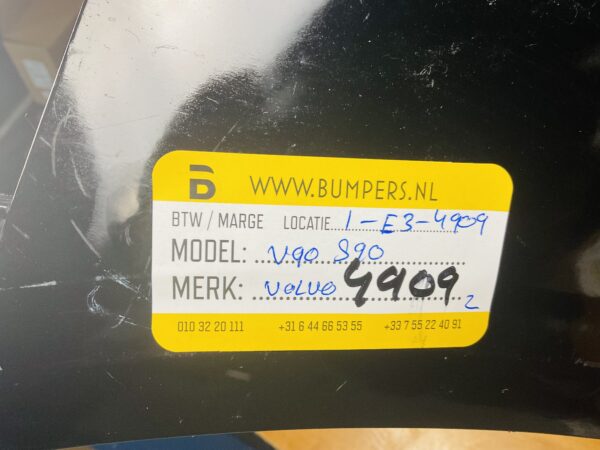 B WWW.BUMPERS.NL
BTW / MARGE LOCATIE 1-E3-4909
MODEL: V90 S90
MERK: VOLVO 4909 2
010 32 20 111 +31 6 44 66 53 55 +33 7 55 22 40 91